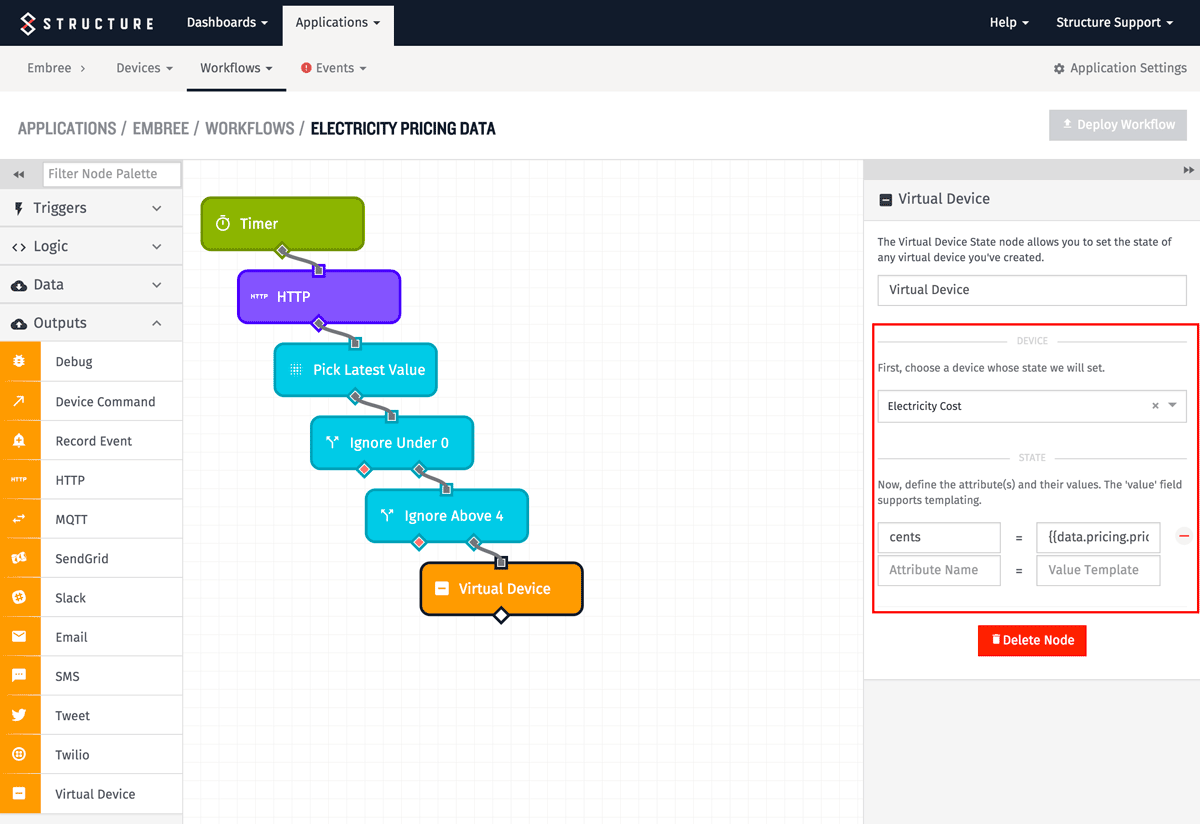 STRUCTURE Dashboards Applications Help Structure Support
Embree Devices Workflows Events Application Settings
APPLICATIONS / EMBREE / WORKFLOWS / ELECTRICITY PRICING DATA
Deploy Workflow
Filter Node Palette
Triggers
Logic
Data
Outputs
Debug
Device Command
Record Event
HTTP HTTP
MQTT
SendGrid
Slack
Email
SMS
Tweet
Twilio
Virtual Device
Timer
HTTP HTTP
Pick Latest Value
Ignore Under 0
Ignore Above 4
Virtual Device
Virtual Device
The Virtual Device State node allows you to set the state of
any virtual device you've created.
Virtual Device
DEVICE
First, choose a device whose state we will set.
Electricity Cost ×
STATE
Now, define the attribute(s) and their values. The 'value' field
supports templating.
cents = {{data.pricing.pric
Attribute Name = Value Template
Delete Node